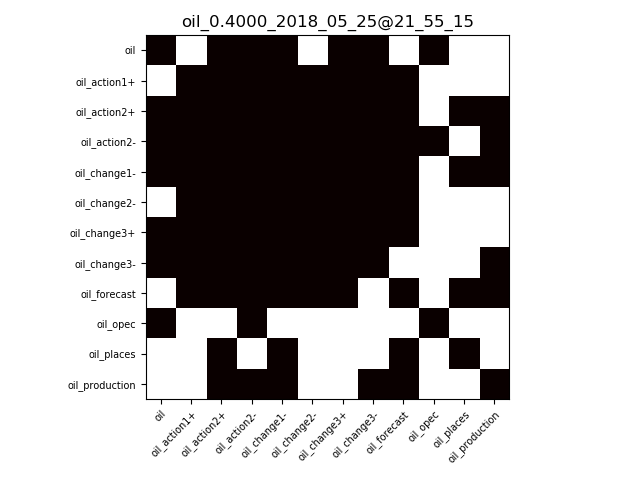 oil_0.4000_2018_05_25@21_55_15
oil
oil_action1+
oil_action2+
oil_action2-
oil_change1-
oil_change2-
oil_change3+
oil_change3-
oil_forecast
oil_opec
oil_places
oil_production
oil
oil_action1+
oil_action2+
oil_action2-
oil_change1-
oil_change2-
oil_change3+
oil_change3-
oil_forecast
oil_opec
oil_places
oil_production